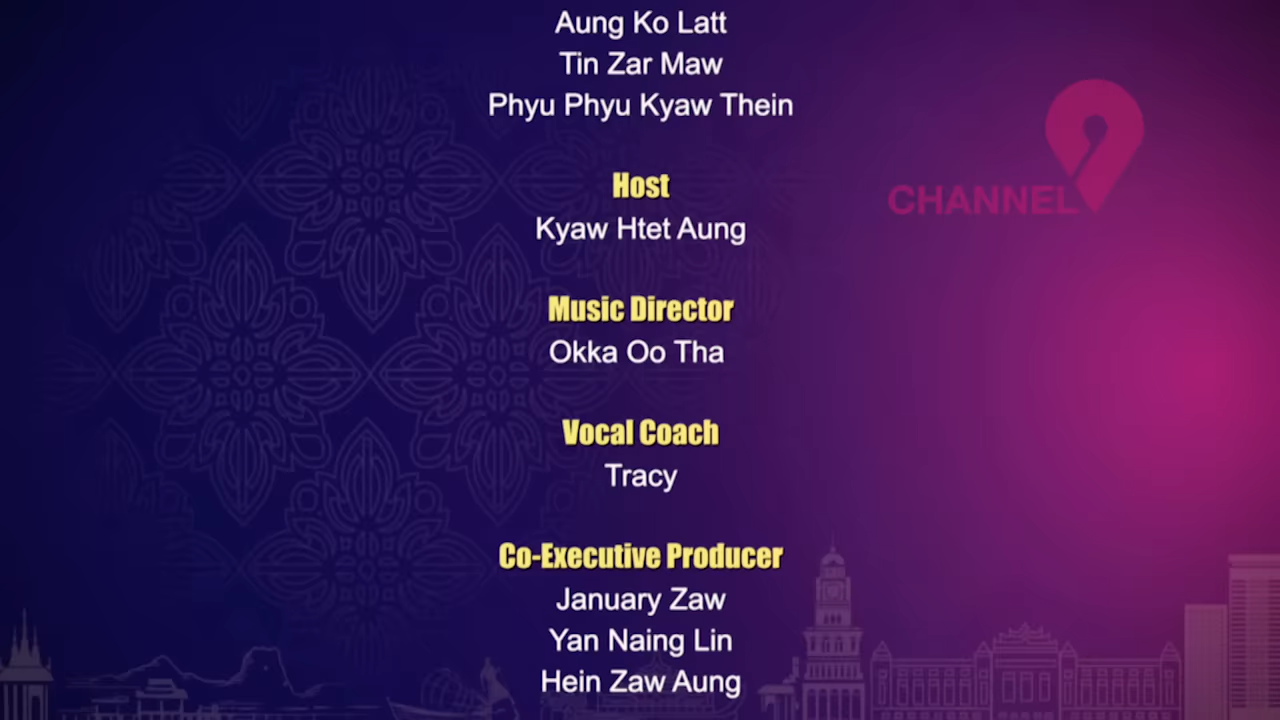 Aung Ko Latt
Tin Zar Maw
Phyu Phyu Kyaw Thein
Host
Kyaw Htet Aung
Music Director
Okka Oo Tha
Vocal Coach
Tracy
Co-Executive Producer
January Zaw
Yan Naing Lin
Hein Zaw Aung
CHANNEL 9